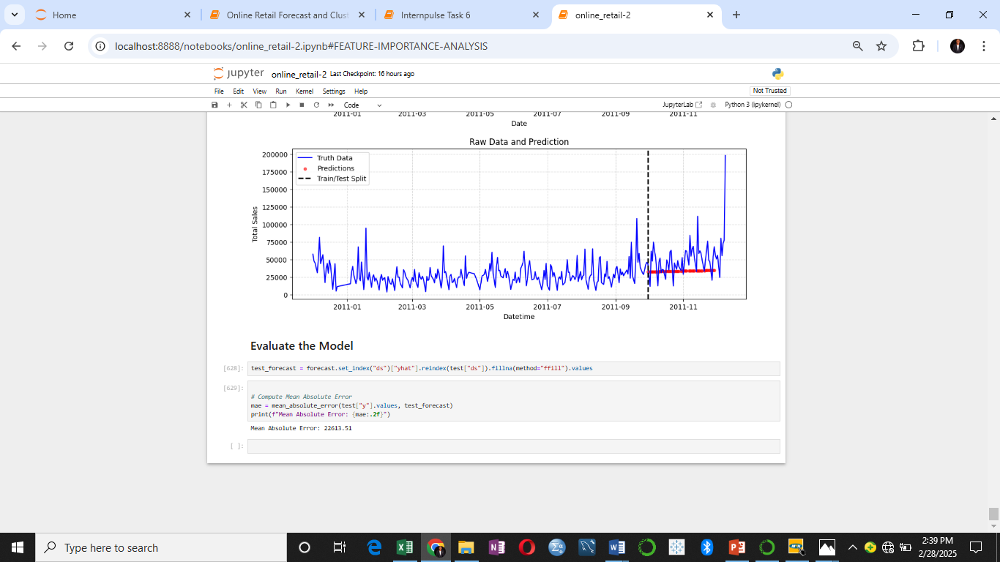 Home
Online Retail Forecast and Clust
Internpulse Task 6
online_retail-2
localhost:8888/notebooks/online_retail-2.ipynb#FEATURE-IMPORTANCE-ANALYSIS
jupyter online_retail-2 Last Checkpoint: 16 hours ago
File Edit View Run Kernel Settings Help
Not Trusted
Code
JupyterLab
Python 3 (ipykernel)
2011-01 2011-03 2011-05 2011-07 2011-09 2011-11
Date
Raw Data and Prediction
Truth Data
Predictions
Train/Test Split
200000
175000
150000
125000
100000
75000
50000
25000
0
Total Sales
2011-01 2011-03 2011-05 2011-07 2011-09 2011-11
Datetime
Evaluate the Model
[628]: test_forecast = forecast.set_index("ds")["yhat"].reindex(test["ds"]).fillna(method="ffill").values
[629]:
# Compute Mean Absolute Error
mae = mean_absolute_error(test["y"].values, test_forecast)
print(f"Mean Absolute Error: {mae:.2f}")
Mean Absolute Error: 22613.51
[ ]:
Type here to search
2:39 PM
2/28/2025